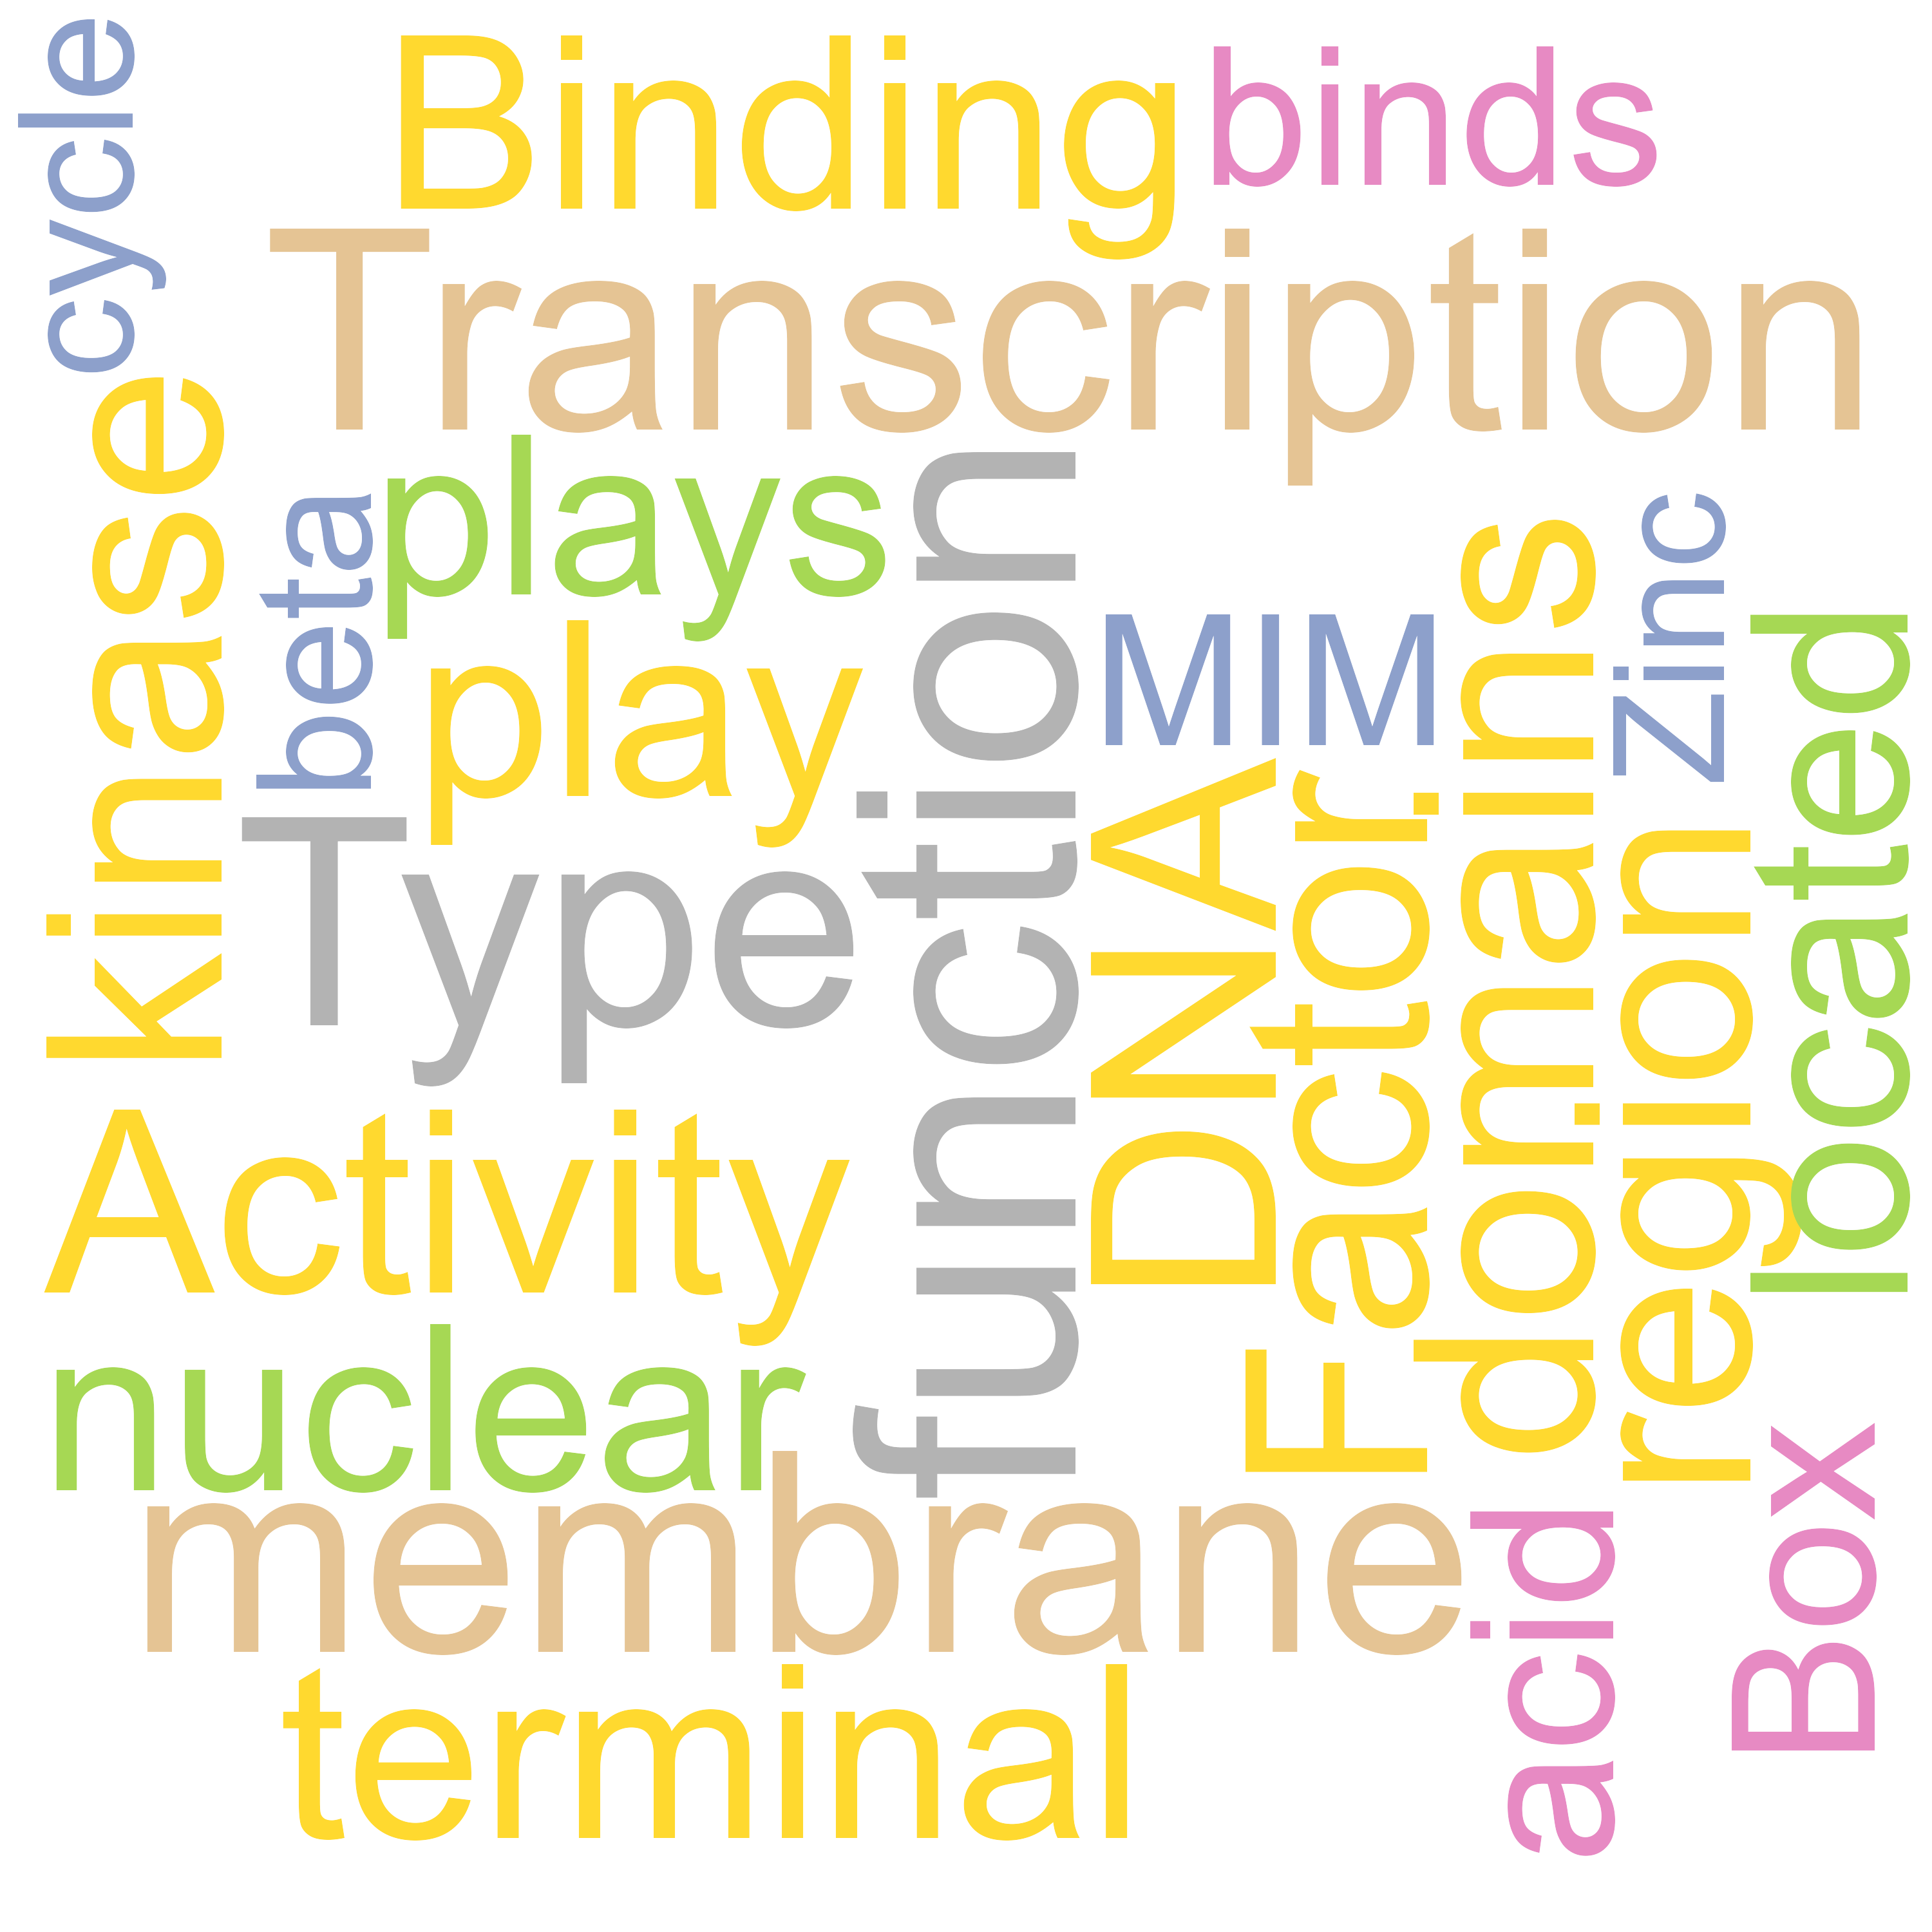 cycle
Binding
binds
Transcription
kinase
beta
plays
function
MIM
domains
zinc
located
play
DNA
Factor
region
Type
Activity
nuclear
membrane
acid
Box
terminal